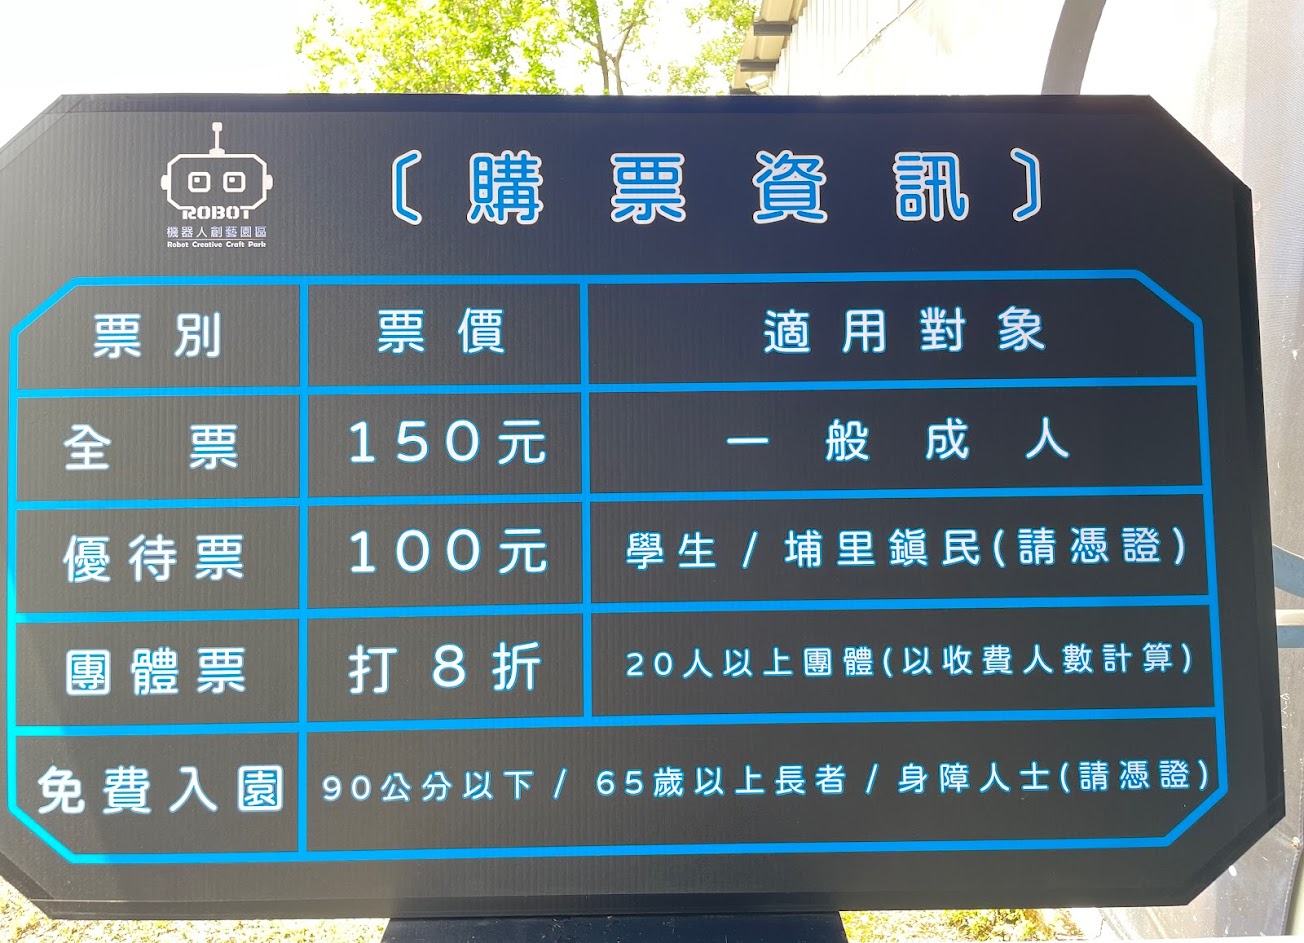 ROBOT
機器人創藝園區
Robot Creative Craft Park
〔購票資訊〕
票別 票價 適用對象
全票 150元 一般成人
優待票 100元 學生 / 埔里鎮民(請憑證)
團體票 打8折 20人以上團體(以收費人數計算)
免費入園 90公分以下 / 65歲以上長者 / 身障人士(請憑證)